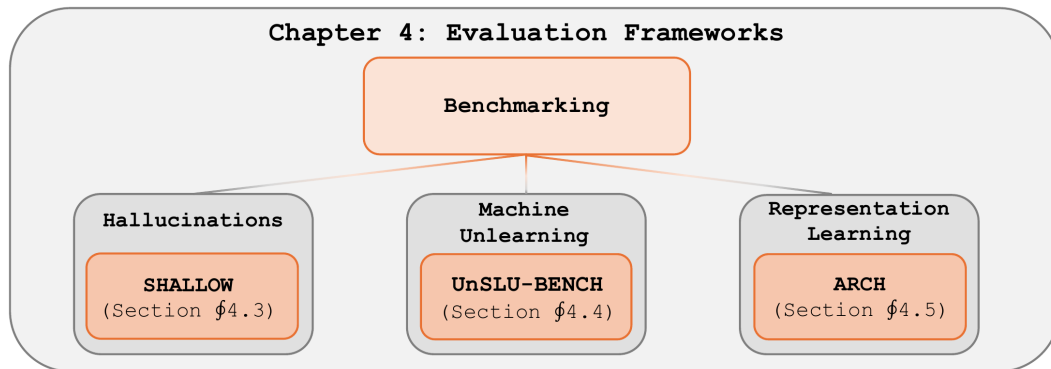 Chapter 4: Evaluation Frameworks
Benchmarking
Hallucinations
SHALLOW
(Section ∮4.3)
Machine
Unlearning
UnSLU-BENCH
(Section ∮4.4)
Representation
Learning
ARCH
(Section ∮4.5)